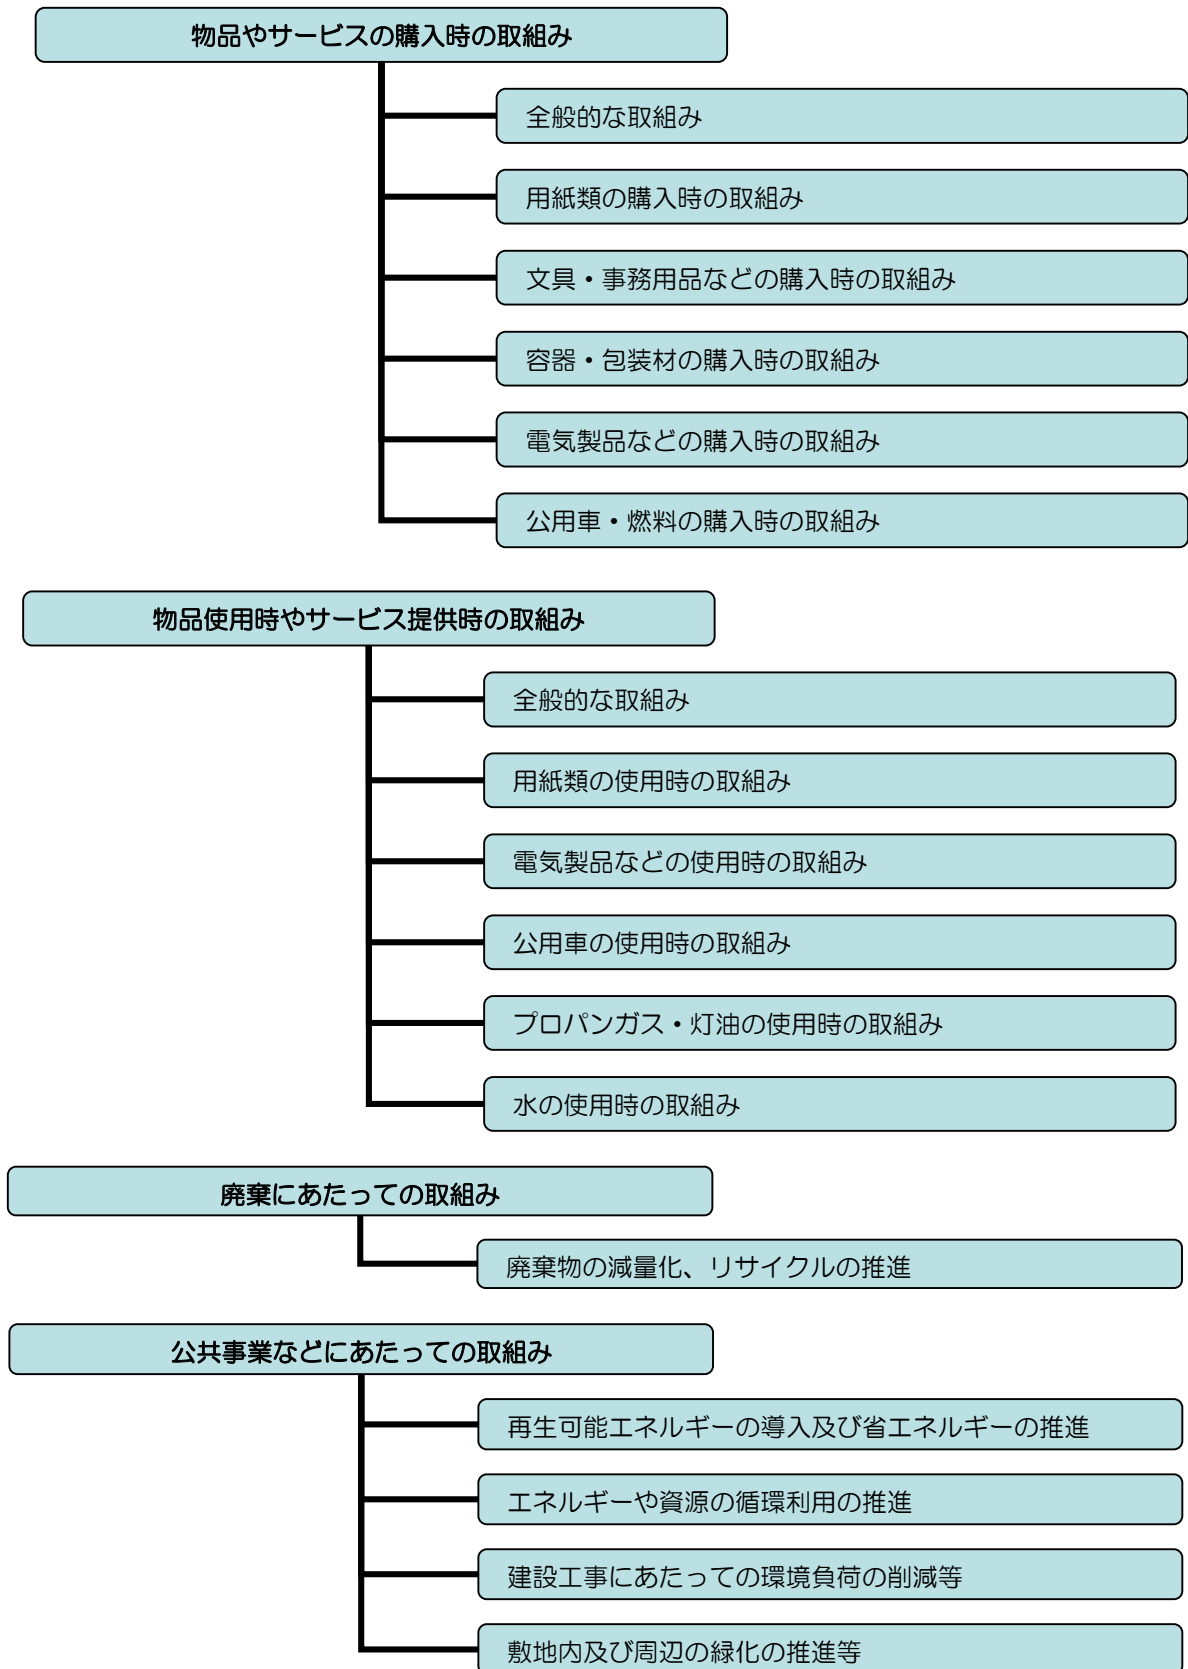 物品やサービスの購入時の取組み
全般的な取組み
用紙類の購入時の取組み
文具・事務用品などの購入時の取組み
容器・包装材の購入時の取組み
電気製品などの購入時の取組み
公用車・燃料の購入時の取組み
物品使用時やサービス提供時の取組み
全般的な取組み
用紙類の使用時の取組み
電気製品などの使用時の取組み
公用車の使用時の取組み
プロパンガス・灯油の使用時の取組み
水の使用時の取組み
廃棄にあたっての取組み
廃棄物の減量化、リサイクルの推進
公共事業などにあたっての取組み
再生可能エネルギーの導入及び省エネルギーの推進
エネルギーや資源の循環利用の推進
建設工事にあたっての環境負荷の削減等
敷地内及び周辺の緑化の推進等